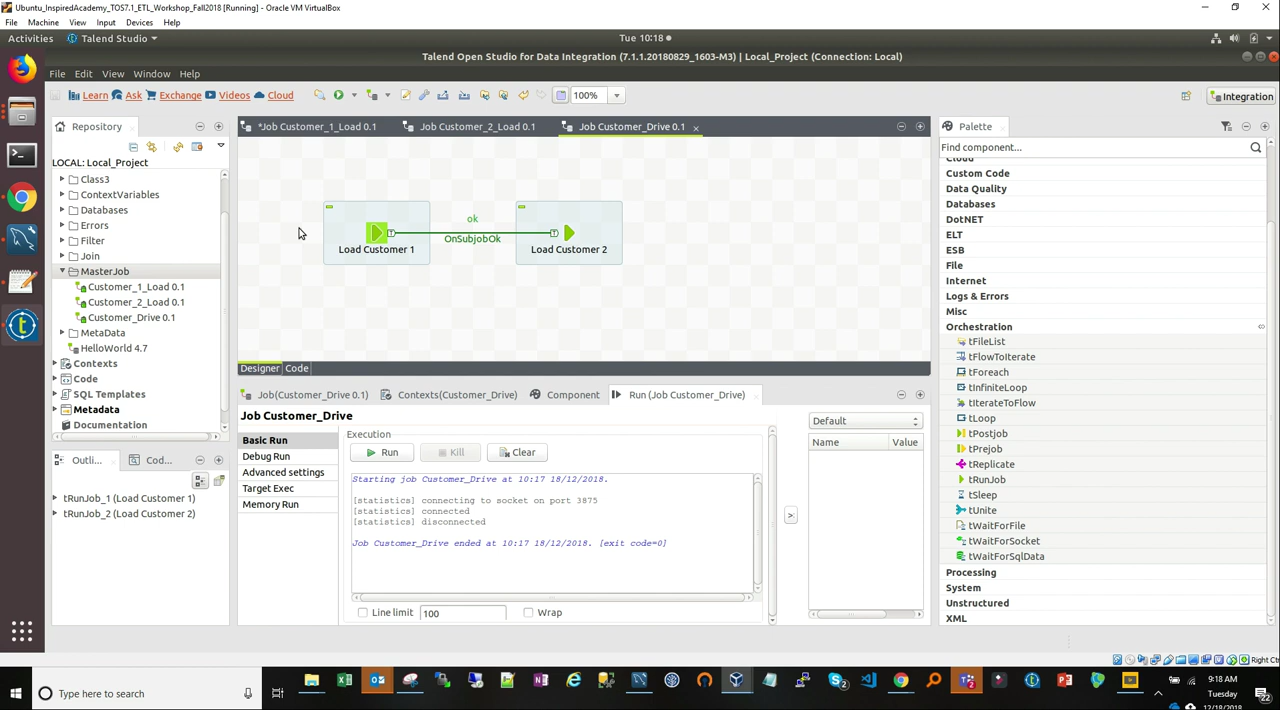 Ubuntu_InspiredAcademy_TOS7.1_ETL_Workshop_Fall2018 [Running] - Oracle VM VirtualBox
File Machine View Input Devices Help
Activities Talend Studio Tue 10:18
Talend Open Studio for Data Integration (7.1.1.20180829_1603-M3) | Local_Project (Connection: Local)
File Edit View Window Help
Learn Ask Exchange Videos Cloud 100% Integration
Repository
*Job Customer_1_Load 0.1 Job Customer_2_Load 0.1 Job Customer_Drive 0.1
Palette
Find component...
LOCAL: Local_Project
Class3
ContextVariables
Databases
Errors
Filter
Join
MasterJob
Customer_1_Load 0.1
Customer_2_Load 0.1
Customer_Drive 0.1
MetaData
HelloWorld 4.7
Contexts
Code
SQL Templates
Metadata
Documentation
ok
OnSubjobOk
Load Customer 1
Load Customer 2
Designer Code
Cloud
Custom Code
Data Quality
Databases
DotNET
ELT
ESB
File
Internet
Logs & Errors
Misc
Orchestration
tFileList
tFlowToIterate
tForeach
tInfiniteLoop
tIterateToFlow
tLoop
tPostjob
tPrejob
tReplicate
tRunJob
tSleep
tUnite
tWaitForFile
tWaitForSocket
tWaitForSqlData
Processing
System
Unstructured
XML
Outli... Cod...
tRunJob_1 (Load Customer 1)
tRunJob_2 (Load Customer 2)
Job(Customer_Drive 0.1) Contexts(Customer_Drive) Component Run (Job Customer_Drive)
Job Customer_Drive
Basic Run
Debug Run
Advanced settings
Target Exec
Memory Run
Execution
Run Kill Clear
Starting job Customer_Drive at 10:17 18/12/2018.
[statistics] connecting to socket on port 3875
[statistics] connected
[statistics] disconnected
Job Customer_Drive ended at 10:17 18/12/2018. [exit code=0]
Line limit 100 Wrap
Default
Name Value
>
Right Ct
Type here to search
9:18 AM
Tuesday
12/18/2018
22